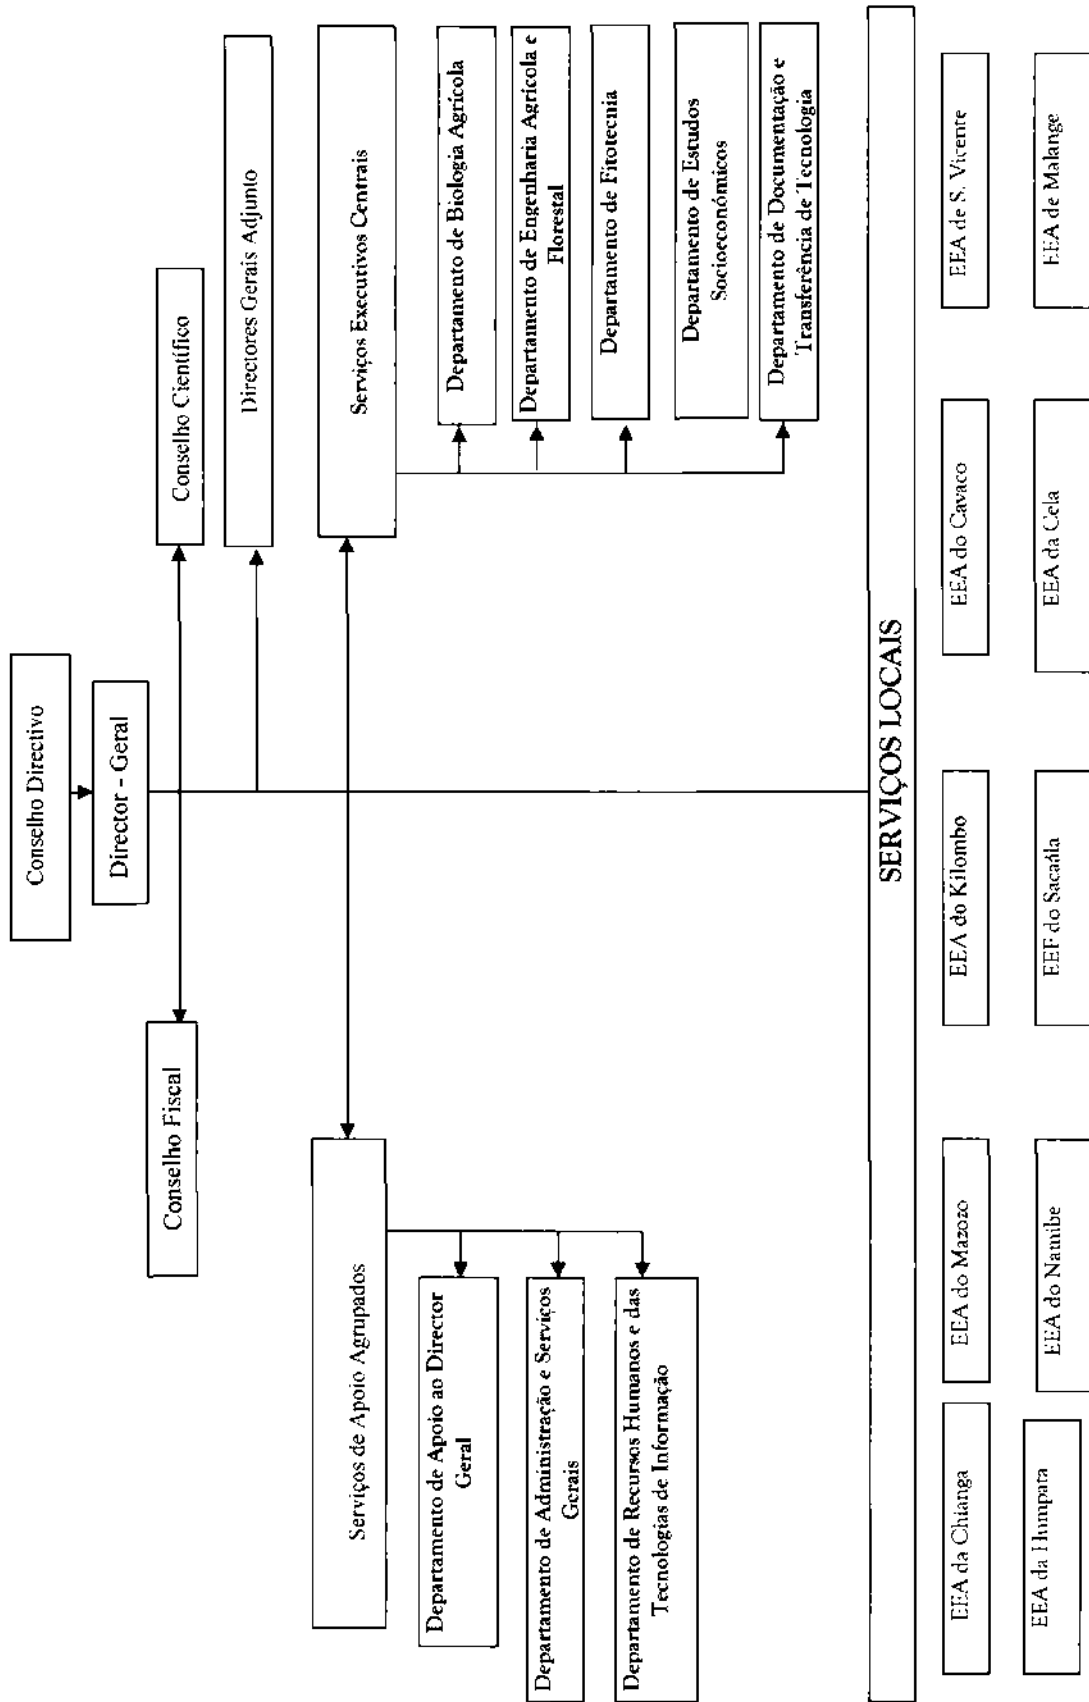 Conselho Directivo
Director - Geral
Conselho Fiscal
Conselho Científico
Directores Gerais Adjunto
Serviços de Apoio Agrupados
Serviços Executivos Centrais
Departamento de Apoio ao Director
Geral
Departamento de Administração e Serviços
Gerais
Departamento de Recursos Humanos e das
Tecnologias de Informação
Departamento de Biologia Agrícola
Departamento de Engenharia Agrícola e
Florestal
Departamento de Fitotecnia
Departamento de Estudos
Socioeconómicos
Departamento de Documentação e
Transferência de Tecnologia
SERVIÇOS LOCAIS
EEA da Chianga
EEA do Mazozo
EEA do Kilombo
EEA do Cavaco
EEA de S. Vicente
EEA da Humpata
EEA do Namibe
EEF do Sacaála
EEA da Cela
EEA de Malange